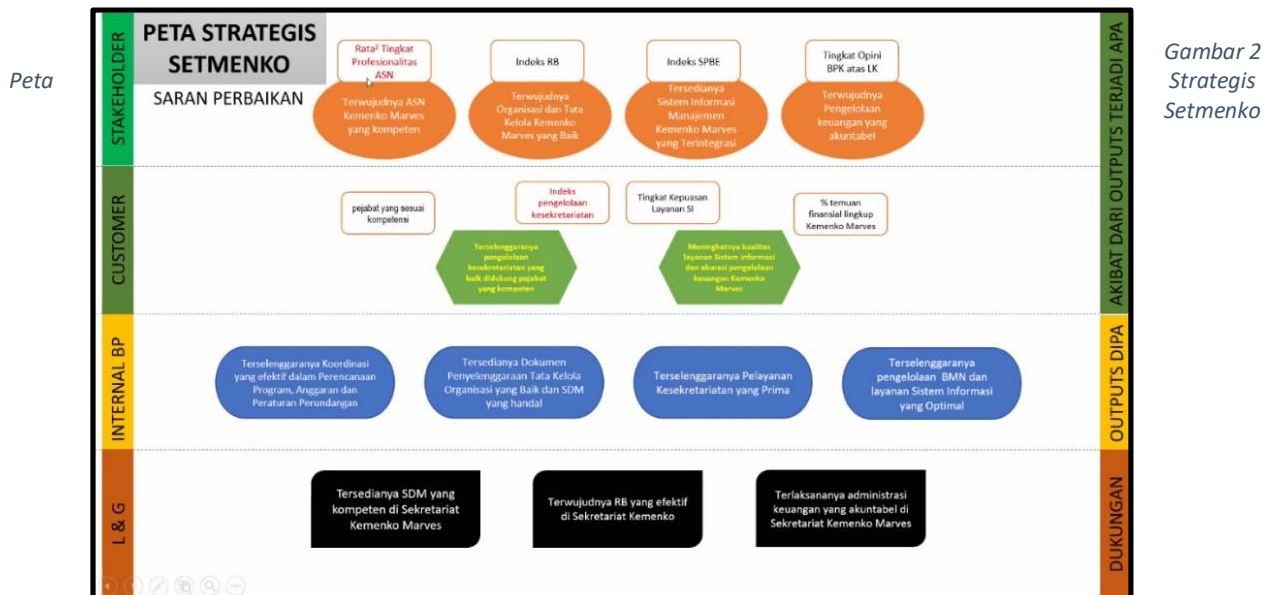 Peta
Gambar 2
Strategis
Setmenko
PETA STRATEGIS
SETMENKO
SARAN PERBAIKAN
STAKEHOLDER
Rata² Tingkat
Profesionalitas
ASN
Terwujudnya ASN
Kemenko Marves
yang kompeten
Indeks RB
Terwujudnya
Organisasi dan Tata
Kelola Kemenko
Marves yang Baik
Indeks SPBE
Tersedianya
Sistem Informasi
Manajemen
Kemenko Marves
yang Terintegrasi
Tingkat Opini
BPK atas LK
Terwujudnya
Pengelolaan
keuangan yang
akuntabel
AKIBAT DARI OUTPUTS TERJADI APA
CUSTOMER
pejabat yang sesuai
kompetensi
Indeks
pengelolaan
kesekretariatan
Tingkat Kepuasan
Layanan SI
% temuan
finansial lingkup
Kemenko Marves
Terselenggaranya
pengelolaan
kesekretariatan yang
baik didukung pejabat
yang kompeten
Meningkatnya kualitas
layanan Sistem informasi
dan akurasi pengelolaan
keuangan Kemenko
Marves
INTERNAL BP
Terselenggaranya Koordinasi
yang efektif dalam Perencanaan
Program, Anggaran dan
Peraturan Perundangan
Tersedianya Dokumen
Penyelenggaraan Tata Kelola
Organisasi yang Baik dan SDM
yang handal
Terselenggaranya Pelayanan
Kesekretariatan yang Prima
Terselenggaranya
pengelolaan BMN dan
layanan Sistem Informasi
yang Optimal
OUTPUTS DIPA
L & G
Tersedianya SDM yang
kompeten di Sekretariat
Kemenko Marves
Terwujudnya RB yang efektif
di Sekretariat Kemenko
Terlaksananya administrasi
keuangan yang akuntabel di
Sekretariat Kemenko Marves
DUKUNGAN